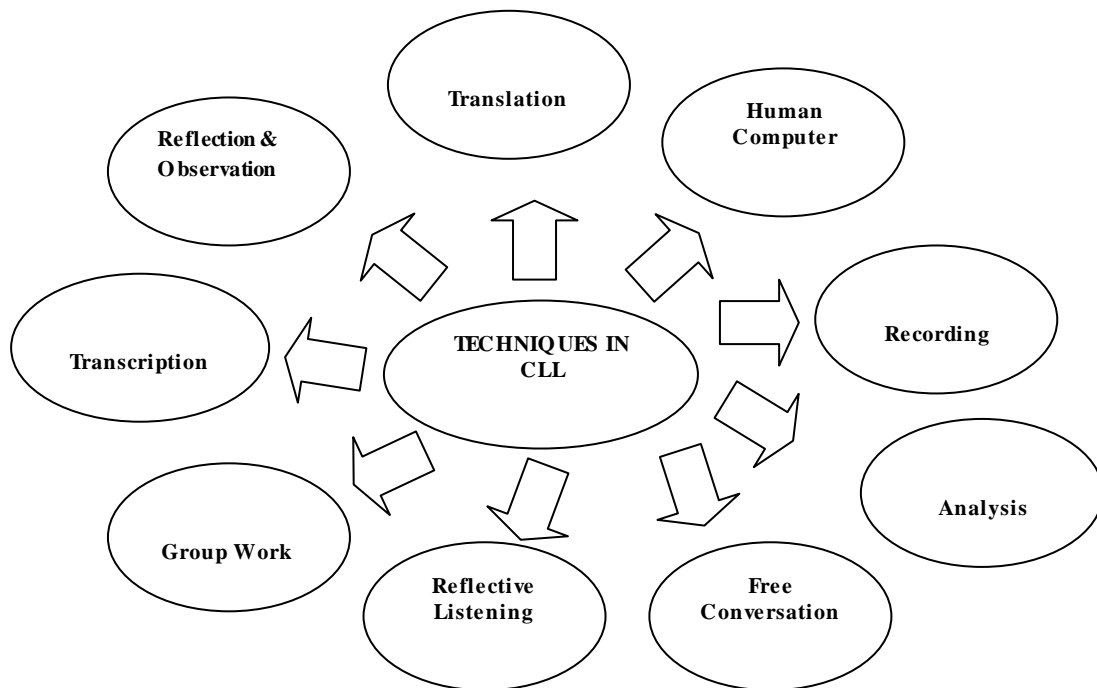 Translation
Human
Computer
Reflection &
Observation
Recording
TECHNIQUES IN
CLL
Transcription
Analysis
Group Work
Reflective
Listening
Free
Conversation